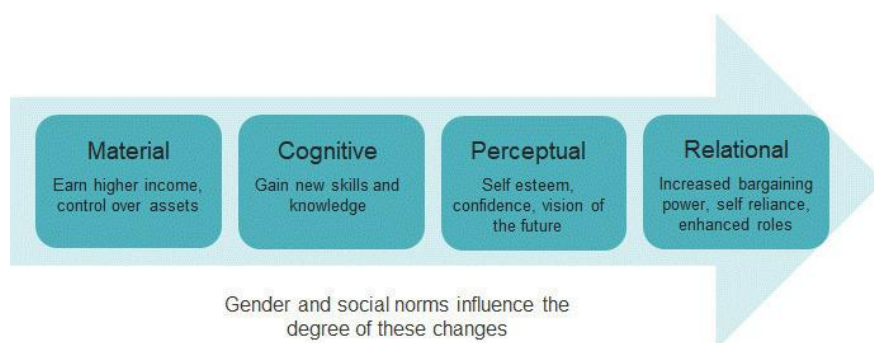 Material
Earn higher income,
control over assets
Cognitive
Gain new skills and
knowledge
Perceptual
Self esteem,
confidence, vision of
the future
Relational
Increased bargaining
power, self reliance,
enhanced roles
Gender and social norms influence the
degree of these changes